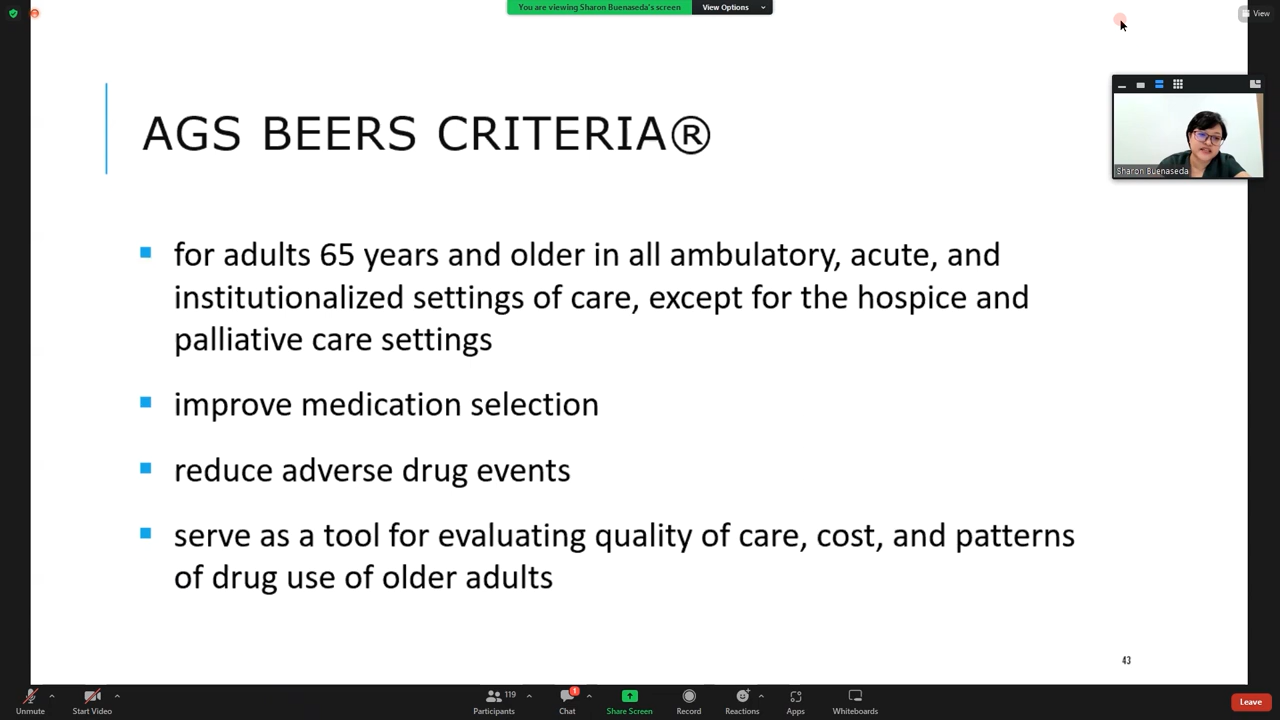 You are viewing Sharon Buenaseda's screen
View Options
View
AGS BEERS CRITERIA®
Sharon Buenaseda
for adults 65 years and older in all ambulatory, acute, and
institutionalized settings of care, except for the hospice and
palliative care settings
improve medication selection
reduce adverse drug events
serve as a tool for evaluating quality of care, cost, and patterns
of drug use of older adults
43
Unmute
Start Video
Participants
119
Chat
1
Share Screen
Record
Reactions
Apps
Whiteboards
Leave